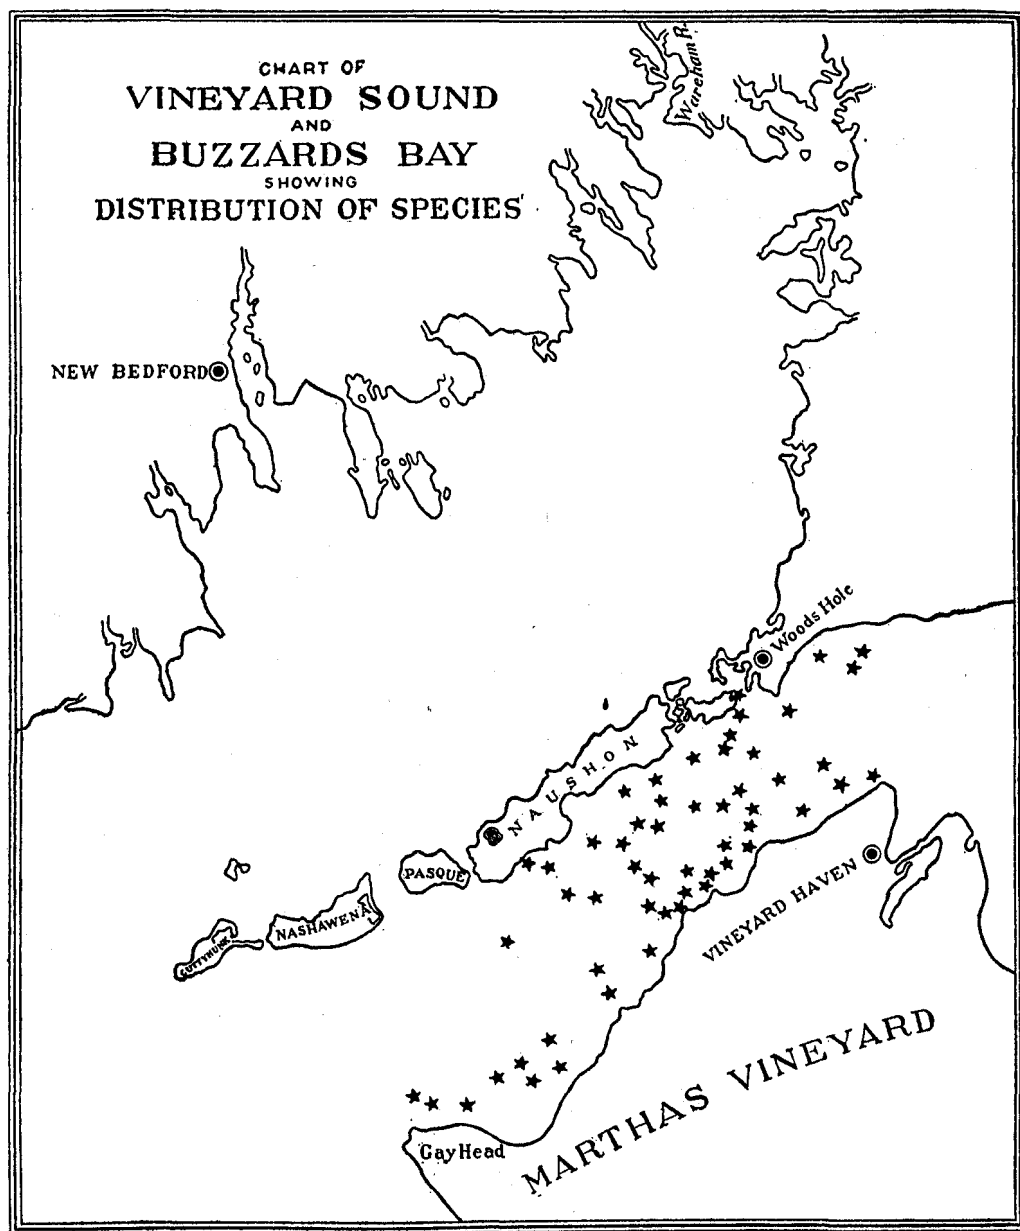 CHART OF
VINEYARD SOUND
AND
BUZZARDS BAY
SHOWING
DISTRIBUTION OF SPECIES
Wareham R.
NEW BEDFORD
Woods Hole
NAUSHON
PASQUE
NASHAWENA
CUTTYHUNK
VINEYARD HAVEN
MARTHAS VINEYARD
Gay Head